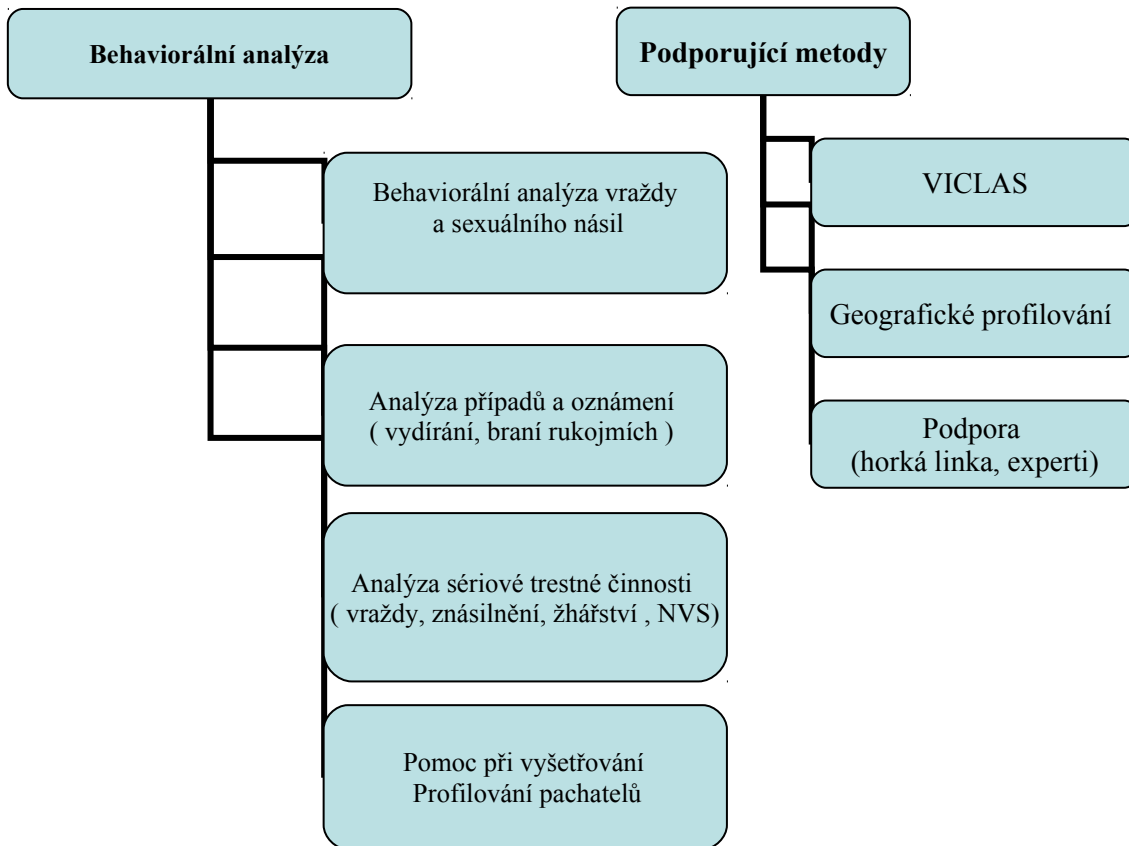 Behaviorální analýza
Behaviorální analýza vraždy
a sexuálního násil
Analýza případů a oznámení
( vydírání, braní rukojmích )
Analýza sériové trestné činnosti
( vraždy, znásilnění, žhářství , NVS)
Pomoc při vyšetřování
Profilování pachatelů
Podporující metody
VICLAS
Geografické profilování
Podpora
(horká linka, experti)